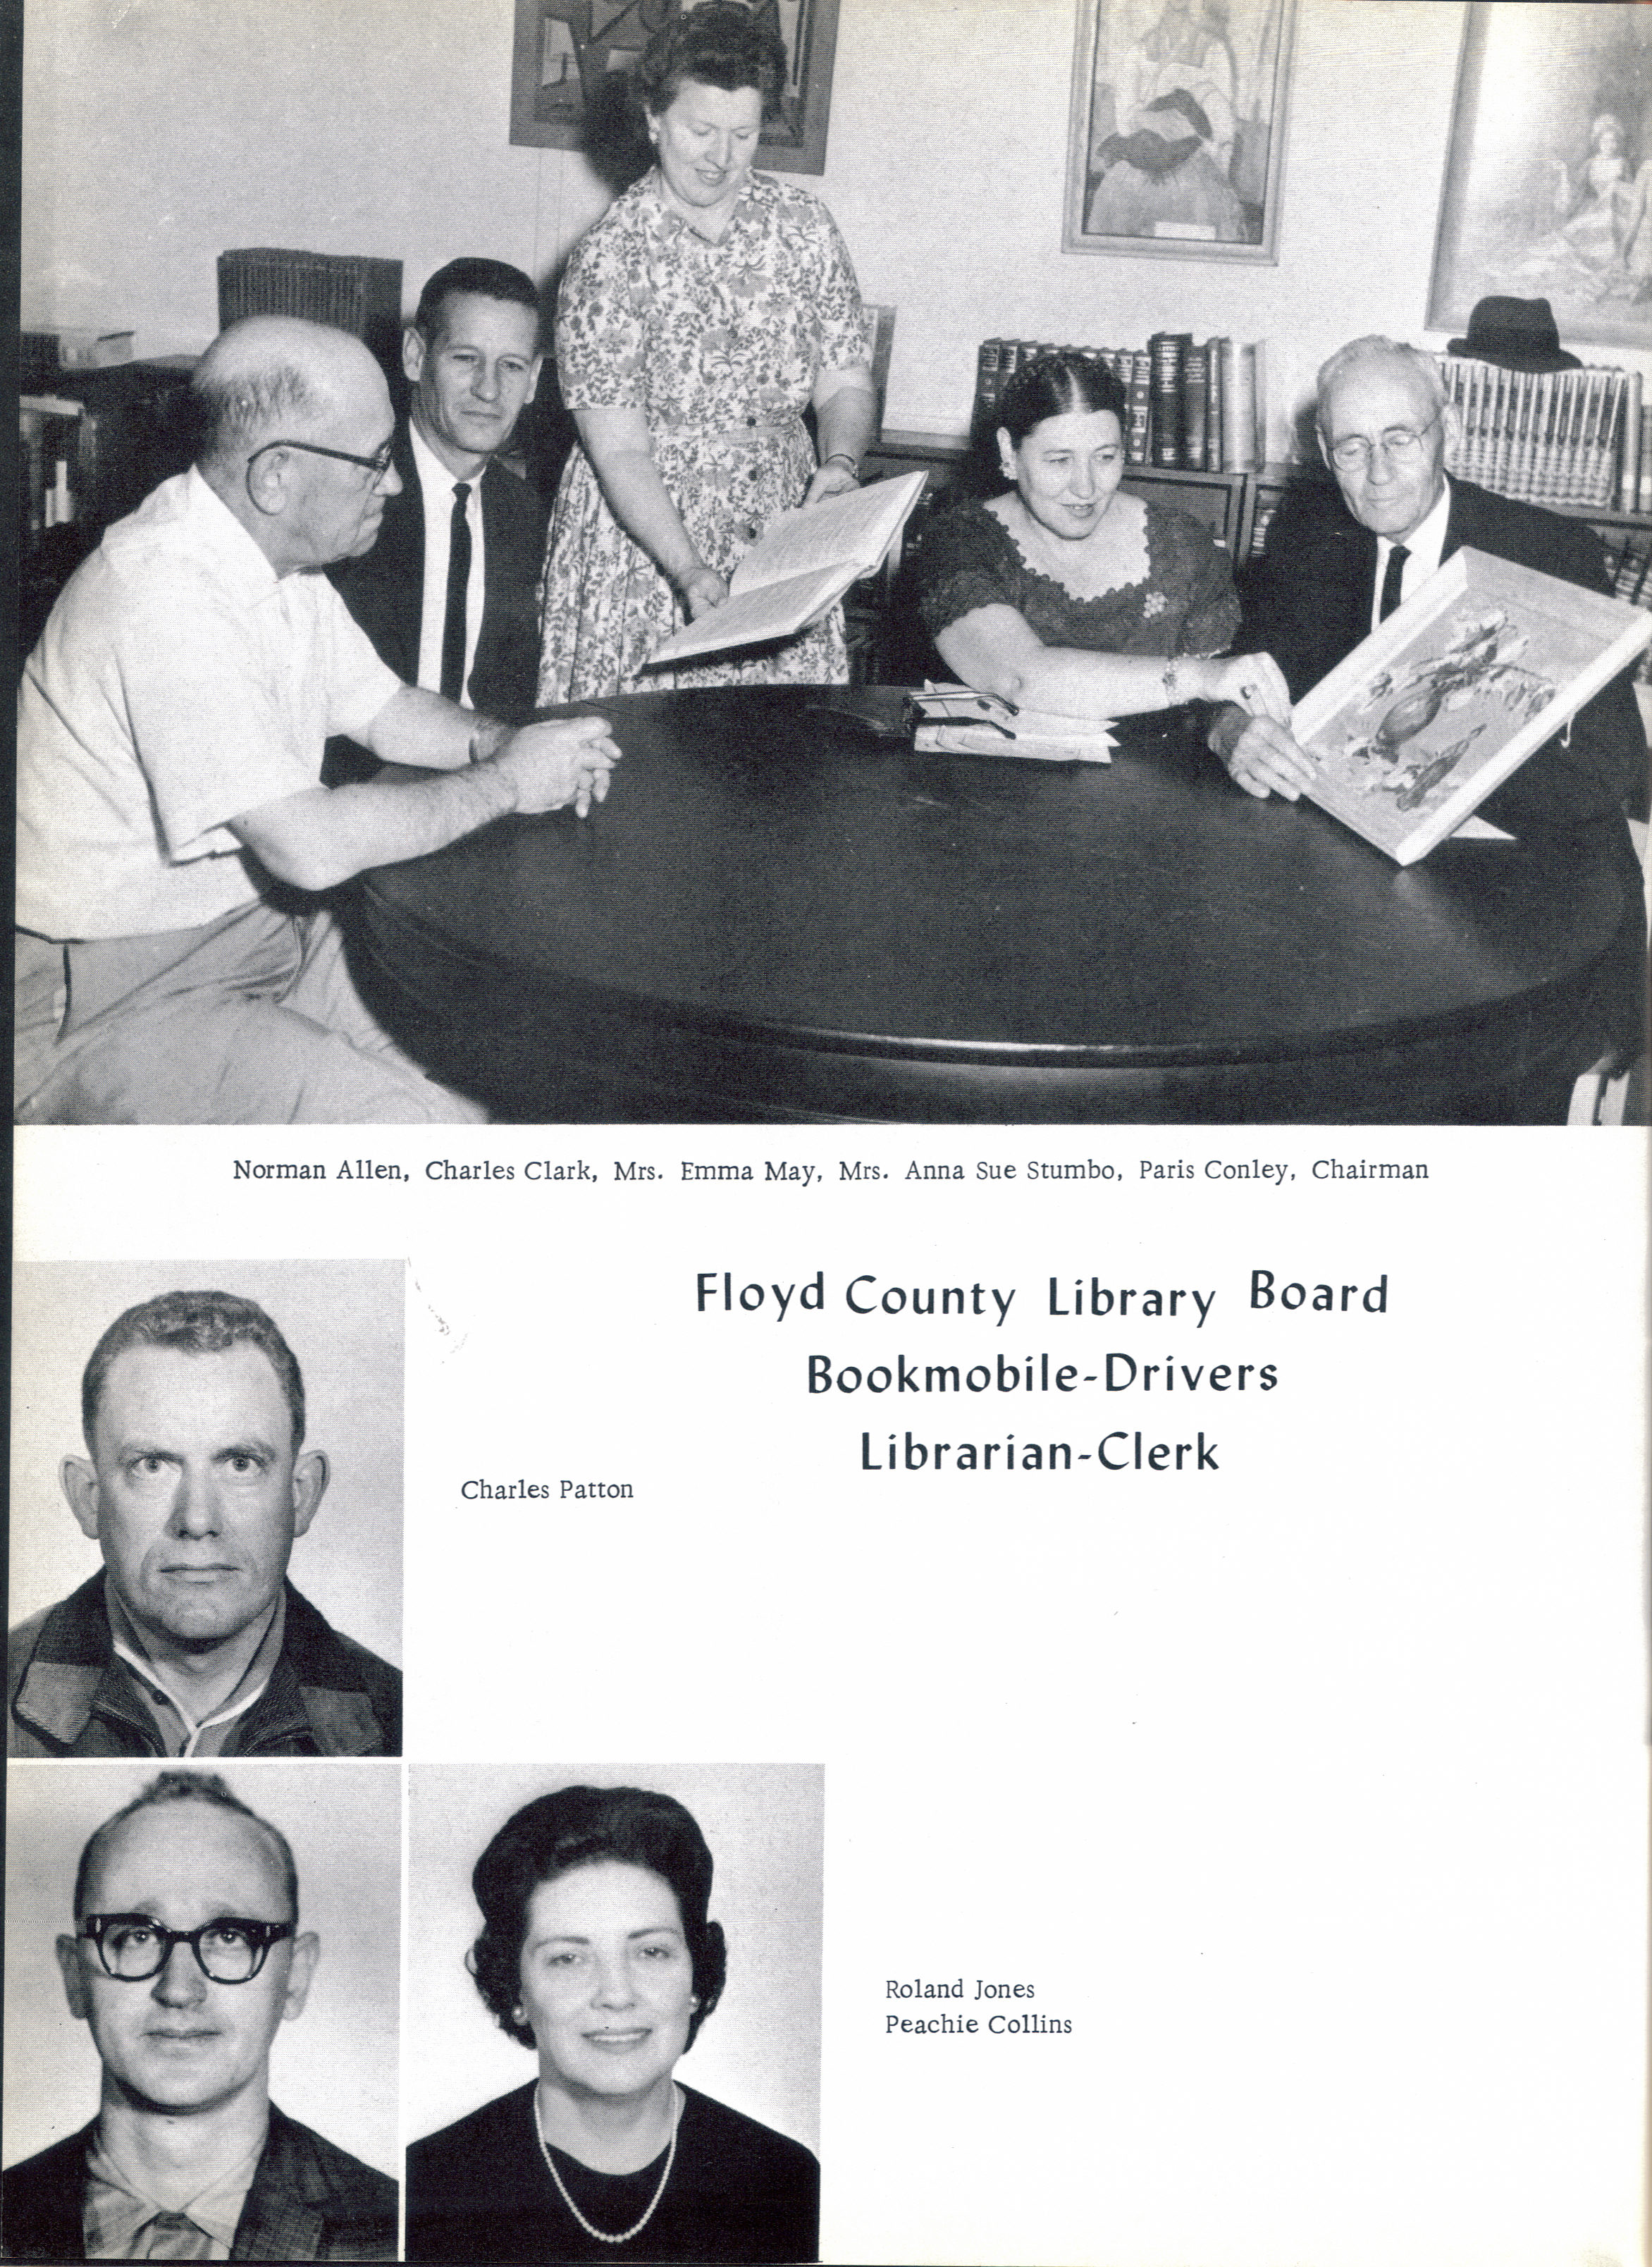 Norman Allen, Charles Clark, Mrs. Emma May, Mrs. Anna Sue Stumbo, Paris Conley, Chairman
Floyd County Library Board
Bookmobile-Drivers
Librarian-Clerk
Charles Patton
Roland Jones
Peachie Collins